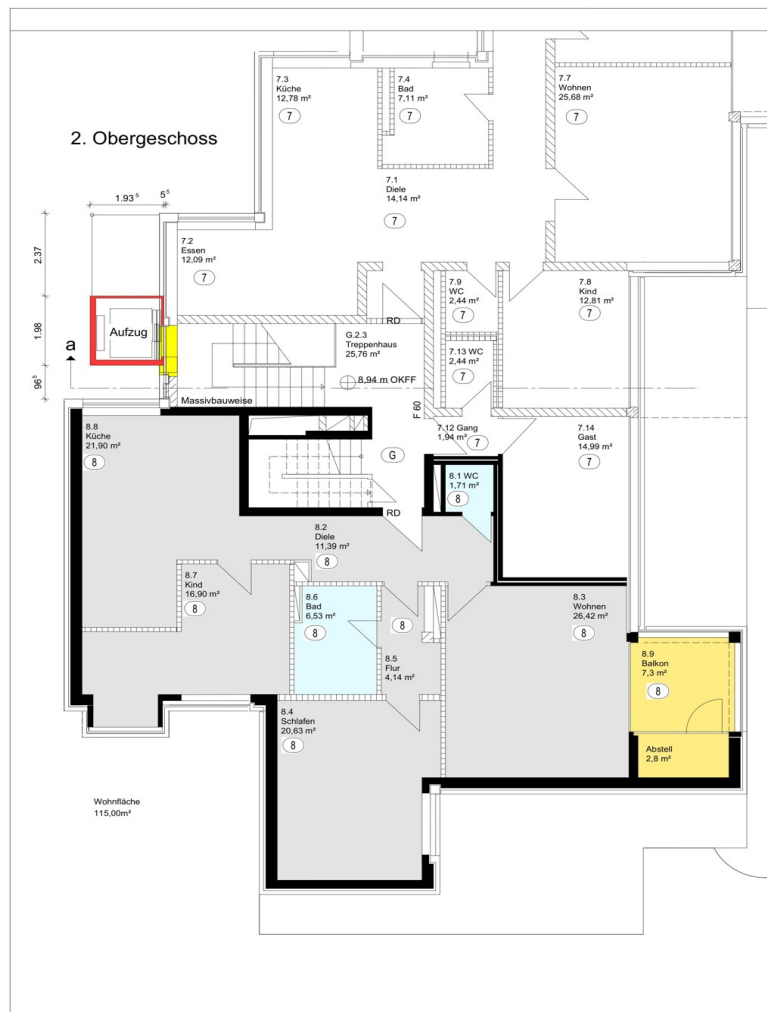 2. Obergeschoss
7.3
Küche
12,78 m²
7
7.4
Bad
7,11 m²
7
7.7
Wohnen
25,68 m²
7
7.1
Diele
14,14 m²
7
1.93⁵
5⁵
2.37
1.98
96⁵
7.2
Essen
12,09 m²
7
7.9
WC
2,44 m²
7
7.8
Kind
12,81 m²
7
Aufzug
a
RD
G.2.3
Treppenhaus
25,76 m²
7.13 WC
2,44 m²
7
8,94 m OKFF
Massivbauweise
F 60
8.8
Küche
21,90 m²
8
7.12 Gang
1,94 m²
7
7.14
Gast
14,99 m²
7
G
8.1 WC
1,71 m²
8
RD
8.2
Diele
11,39 m²
8
8.7
Kind
16,90 m²
8
8.6
Bad
6,53 m²
8
8
8.5
Flur
4,14 m²
8.3
Wohnen
26,42 m²
8
8.9
Balkon
7,3 m²
8
8.4
Schlafen
20,63 m²
8
Abstell
2,8 m²
Wohnfläche
115,00m²